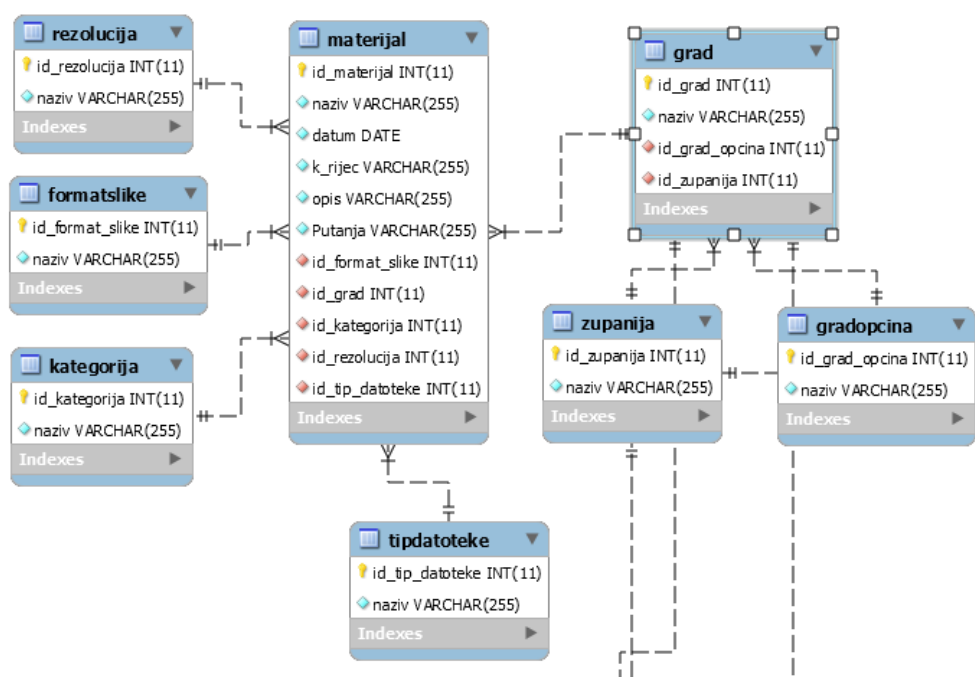 rezolucija
id_rezolucija INT(11)
naziv VARCHAR(255)
Indexes
formatslike
id_format_slike INT(11)
naziv VARCHAR(255)
Indexes
kategorija
id_kategorija INT(11)
naziv VARCHAR(255)
Indexes
materijal
id_materijal INT(11)
naziv VARCHAR(255)
datum DATE
k_rijec VARCHAR(255)
opis VARCHAR(255)
Putanja VARCHAR(255)
id_format_slike INT(11)
id_grad INT(11)
id_kategorija INT(11)
id_rezolucija INT(11)
id_tip_datoteke INT(11)
Indexes
tipdatoteke
id_tip_datoteke INT(11)
naziv VARCHAR(255)
Indexes
grad
id_grad INT(11)
naziv VARCHAR(255)
id_grad_opcina INT(11)
id_zupanija INT(11)
Indexes
zupanija
id_zupanija INT(11)
naziv VARCHAR(255)
Indexes
gradopcina
id_grad_opcina INT(11)
naziv VARCHAR(255)
Indexes